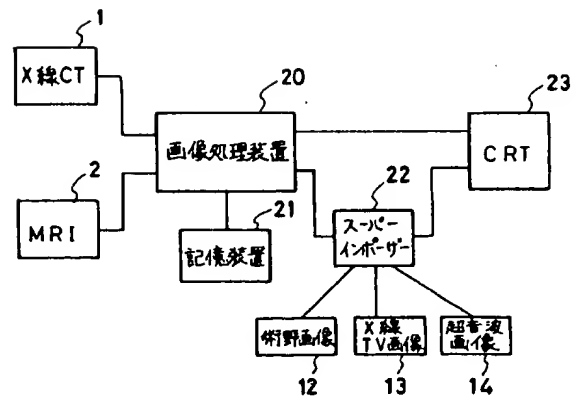 1
X線CT
20
23
画像処理装置
CRT
2
22
MRI
21
スーパー
インポーザー
記憶装置
術野画像
X線
TV画像
超音波
画像
12
13
14